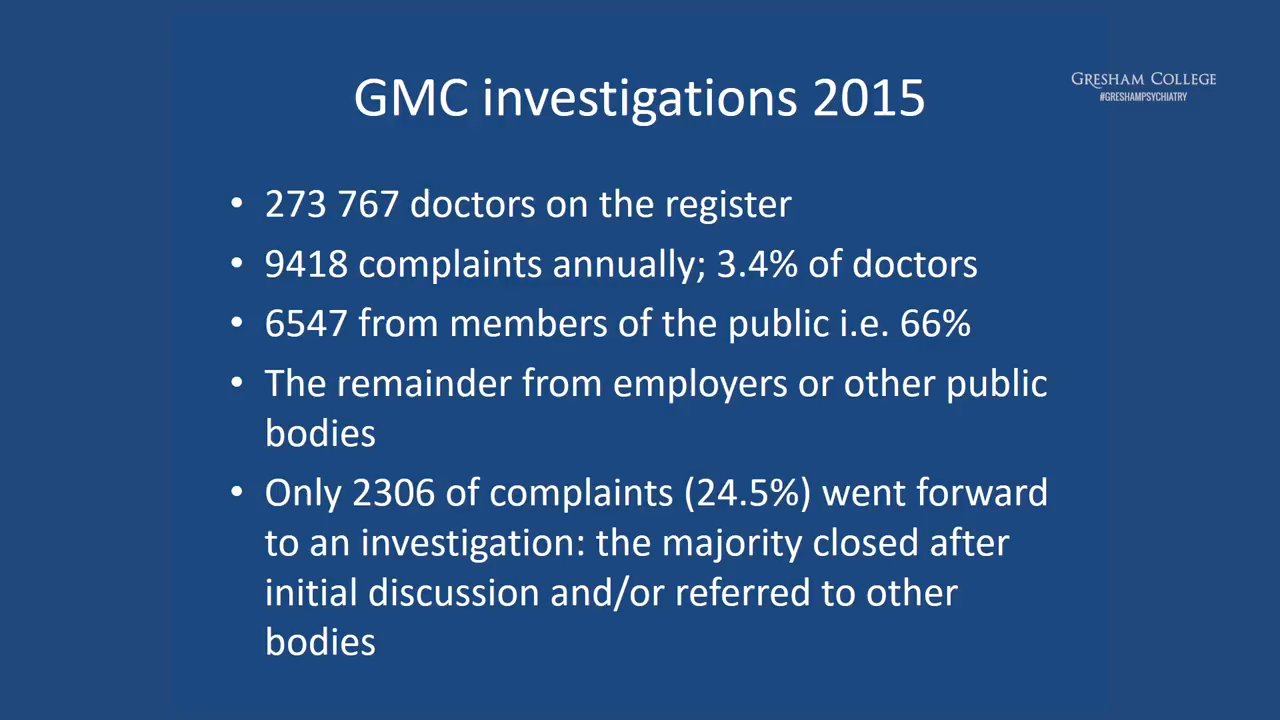 GMC investigations 2015
GRESHAM COLLEGE
#GRESHAMPSYCHIATRY
• 273 767 doctors on the register
• 9418 complaints annually; 3.4% of doctors
• 6547 from members of the public i.e. 66%
• The remainder from employers or other public
bodies
• Only 2306 of complaints (24.5%) went forward
to an investigation: the majority closed after
initial discussion and/or referred to other
bodies